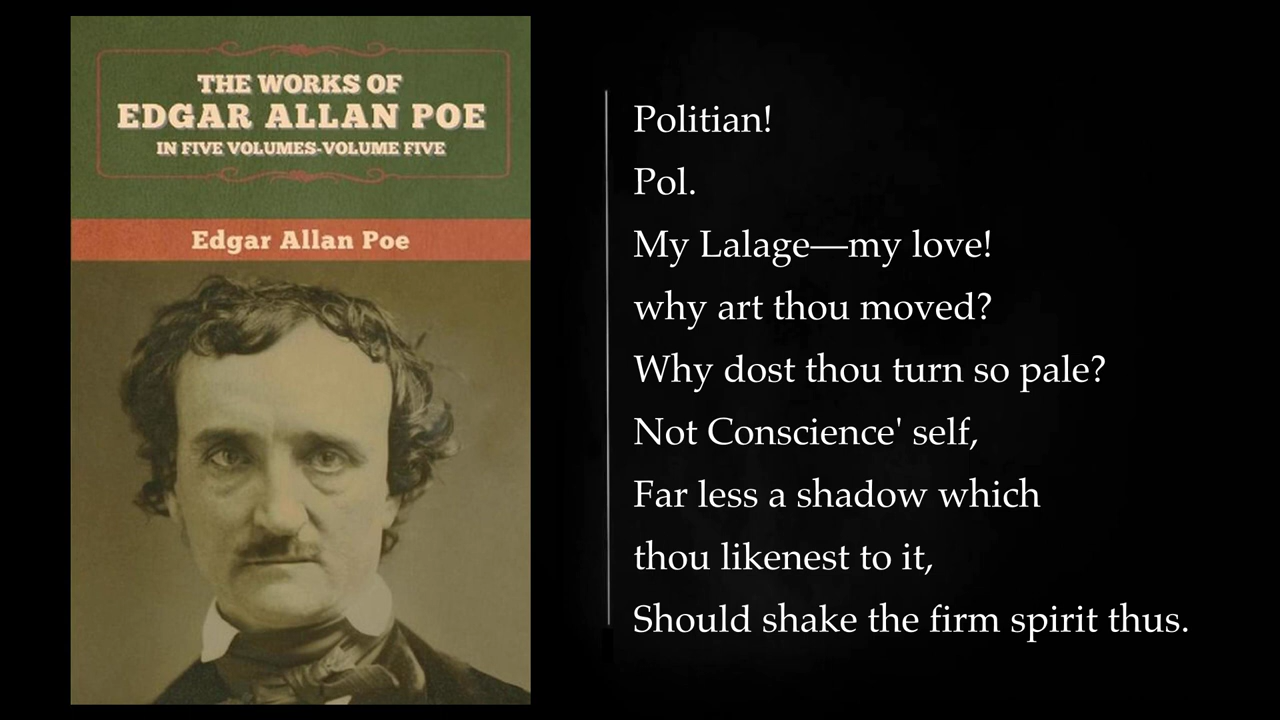 THE WORKS OF
EDGAR ALLAN POE
IN FIVE VOLUMES-VOLUME FIVE
Edgar Allan Poe
Politian!
Pol.
My Lalage—my love!
why art thou moved?
Why dost thou turn so pale?
Not Conscience' self,
Far less a shadow which
thou likenest to it,
Should shake the firm spirit thus.